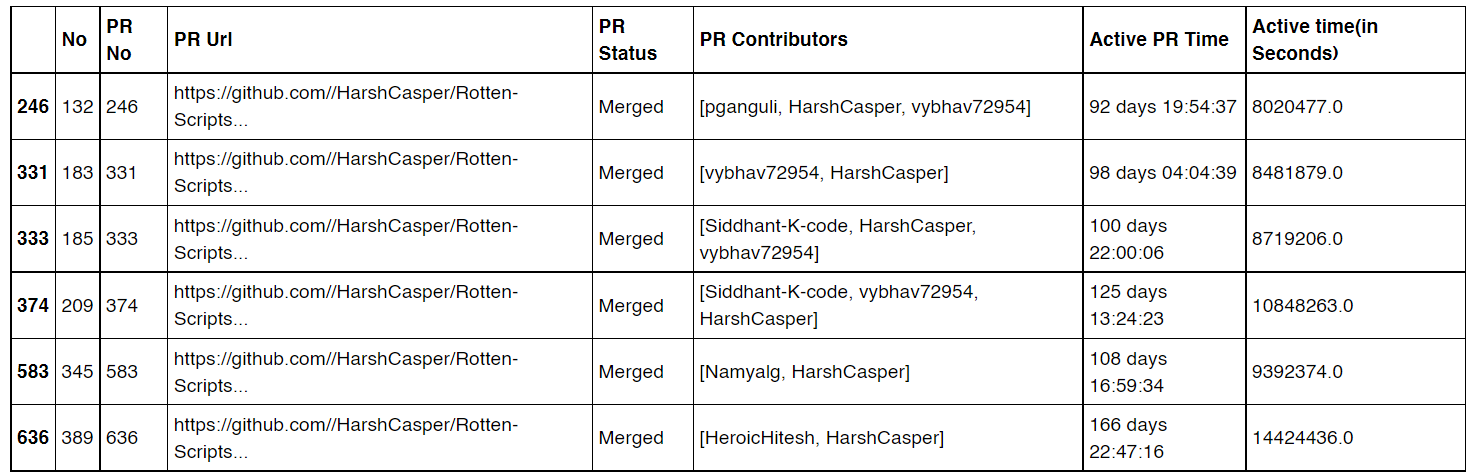 No PR No PR Url PR Status PR Contributors Active PR Time Active time(in Seconds)
246 132 246 https://github.com//HarshCasper/Rotten-Scripts... Merged [pganguli, HarshCasper, vybhav72954] 92 days 19:54:37 8020477.0
331 183 331 https://github.com//HarshCasper/Rotten-Scripts... Merged [vybhav72954, HarshCasper] 98 days 04:04:39 8481879.0
333 185 333 https://github.com//HarshCasper/Rotten-Scripts... Merged [Siddhant-K-code, HarshCasper, vybhav72954] 100 days 22:00:06 8719206.0
374 209 374 https://github.com//HarshCasper/Rotten-Scripts... Merged [Siddhant-K-code, vybhav72954, HarshCasper] 125 days 13:24:23 10848263.0
583 345 583 https://github.com//HarshCasper/Rotten-Scripts... Merged [Namyalg, HarshCasper] 108 days 16:59:34 9392374.0
636 389 636 https://github.com//HarshCasper/Rotten-Scripts... Merged [HeroicHitesh, HarshCasper] 166 days 22:47:16 14424436.0